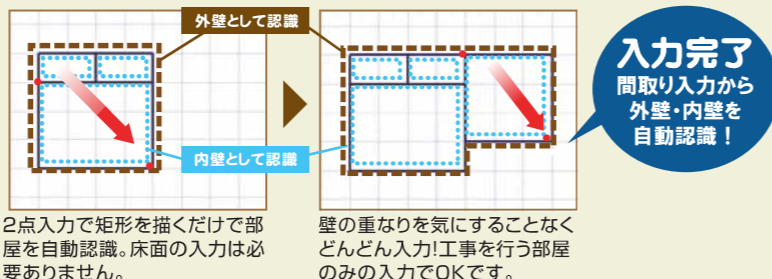 外壁として認識
内壁として認識
入力完了
間取り入力から
外壁・内壁を
自動認識！
2点入力で矩形を描くだけで部
屋を自動認識。床面の入力は必
要ありません。
壁の重なりを気にすることなく
どんどん入力!工事を行う部屋
のみの入力でOKです。